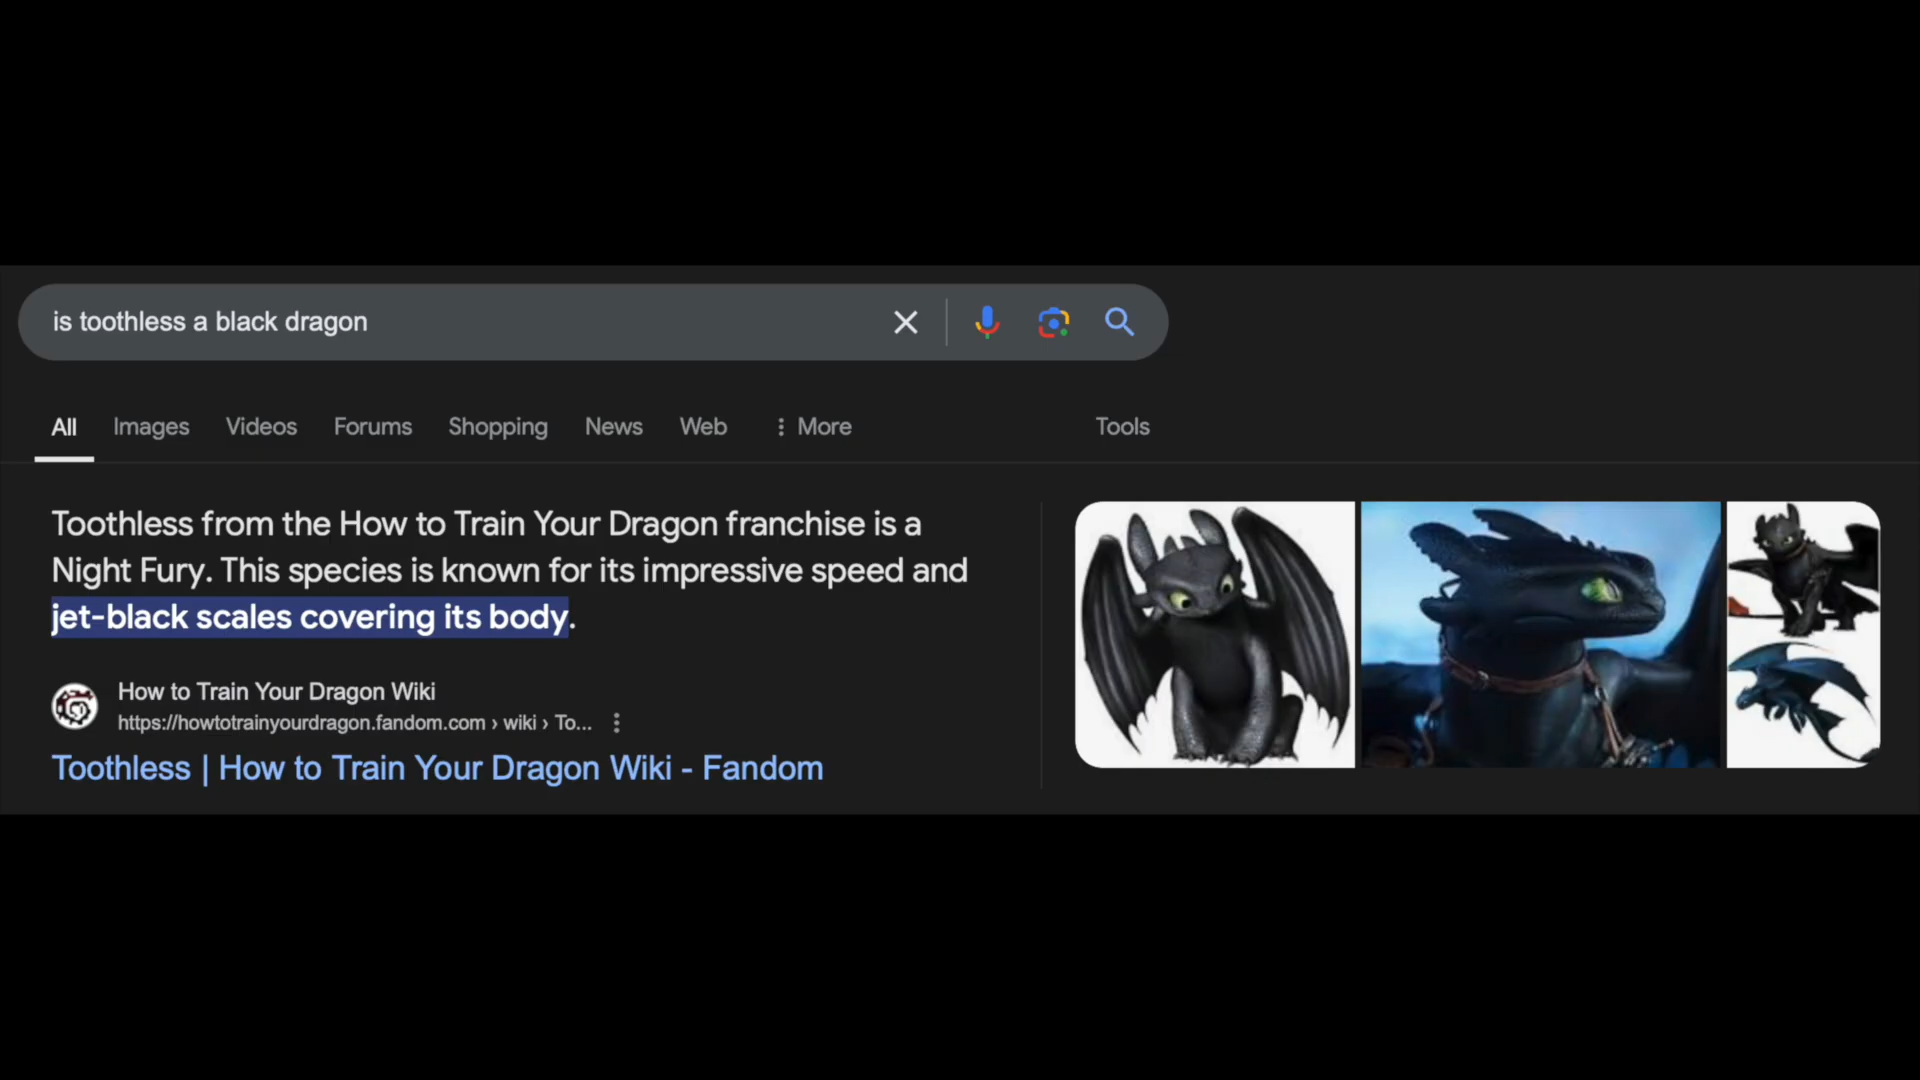 is toothless a black dragon
All Images Videos Forums Shopping News Web More Tools
Toothless from the How to Train Your Dragon franchise is a
Night Fury. This species is known for its impressive speed and
jet-black scales covering its body.
How to Train Your Dragon Wiki
https://howtotrainyourdragon.fandom.com › wiki › To...
Toothless | How to Train Your Dragon Wiki - Fandom